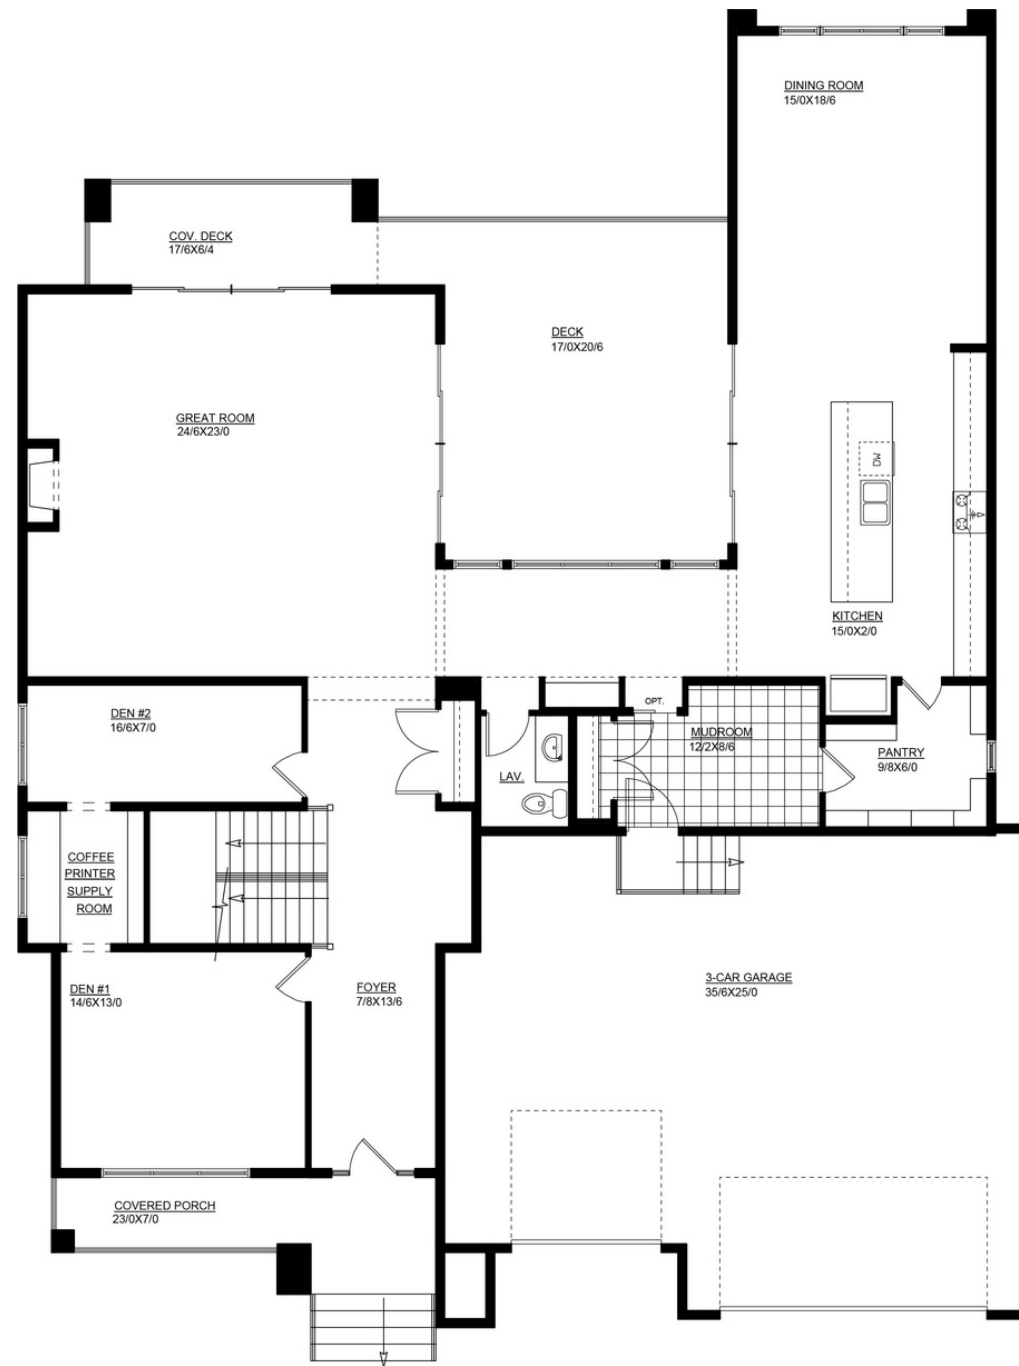 DINING ROOM
15/0X18/6
COV. DECK
17/6X6/4
DECK
17/0X20/6
GREAT ROOM
24/6X23/0
DW
KITCHEN
15/0X2/0
OPT.
DEN #2
16/6X7/0
MUDROOM
12/2X8/6
PANTRY
9/8X6/0
LAV.
COFFEE
PRINTER
SUPPLY
ROOM
DEN #1
14/6X13/0
FOYER
7/8X13/6
3-CAR GARAGE
35/6X25/0
COVERED PORCH
23/0X7/0